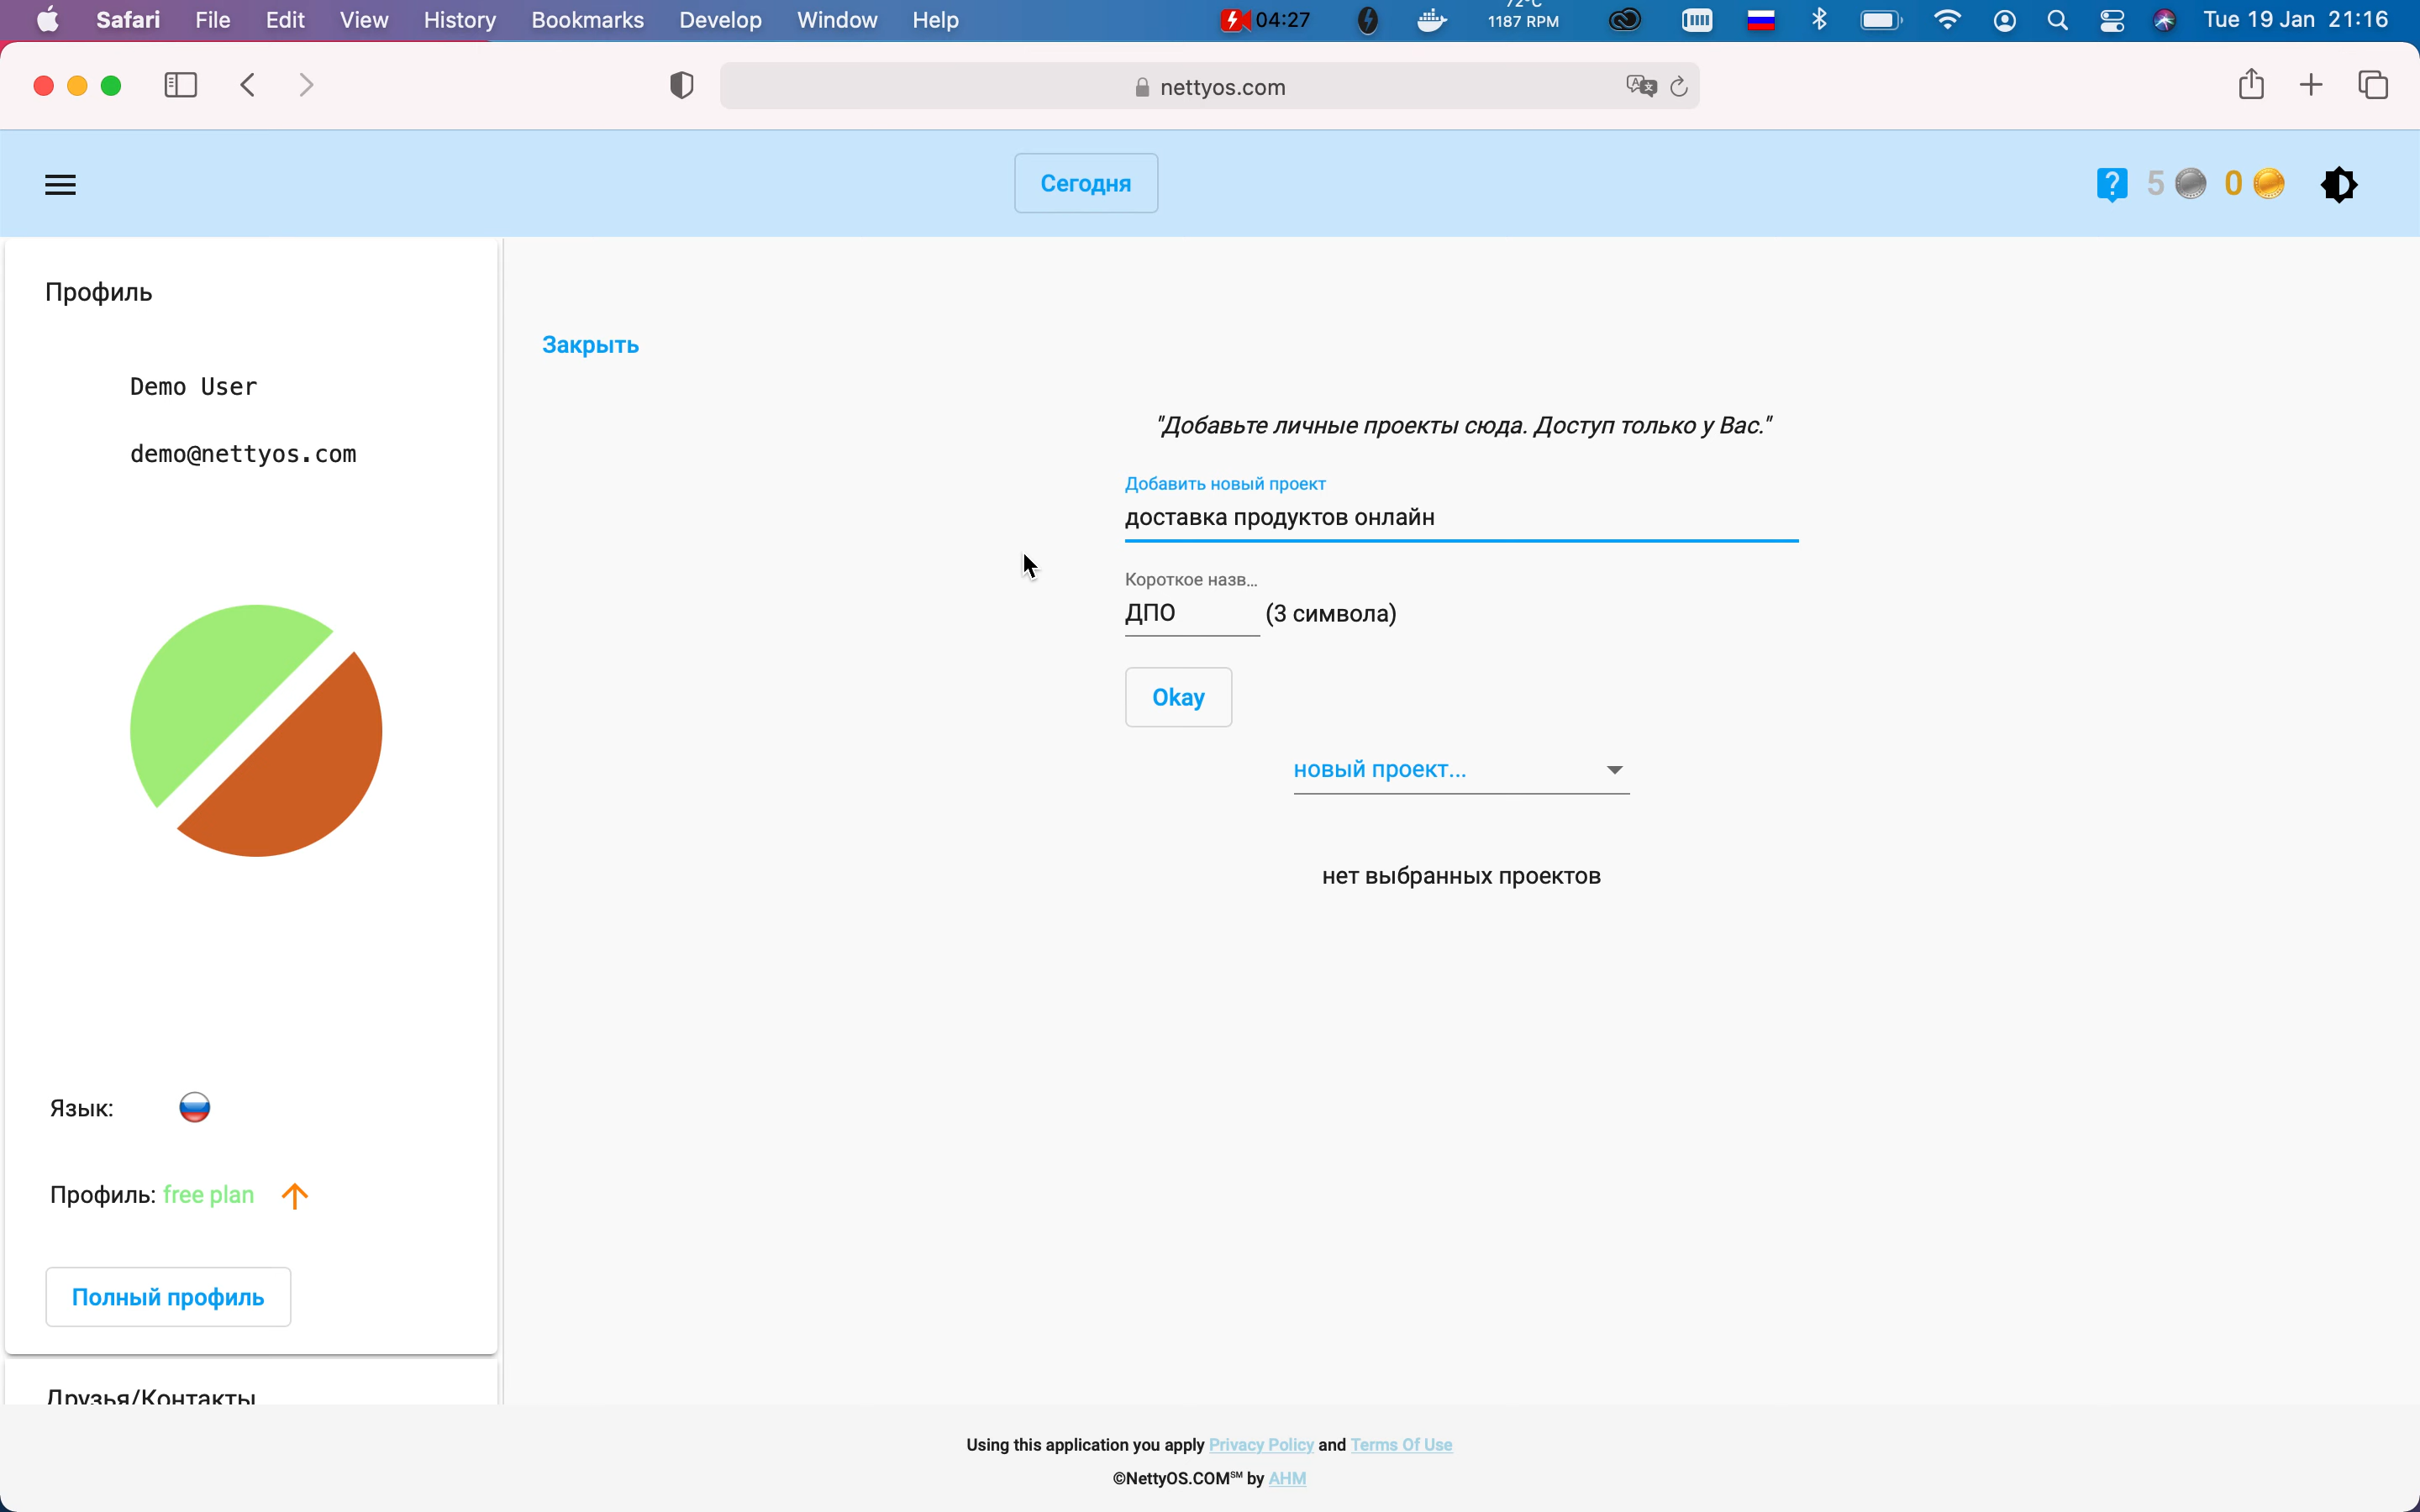 Safari File Edit View History Bookmarks Develop Window Help 04:27 1187 RPM Tue 19 Jan 21:16
nettyos.com
Сегодня
5 0
Профиль
Demo User
demo@nettyos.com
Язык:
Профиль: free plan
Полный профиль
Друзья/Контакты
Закрыть
"Добавьте личные проекты сюда. Доступ только у Вас."
Добавить новый проект
доставка продуктов онлайн
Короткое назв...
ДПО (3 символа)
Okay
новый проект...
нет выбранных проектов
Using this application you apply Privacy Policy and Terms Of Use
©NettyOS.COM℠ by AHM